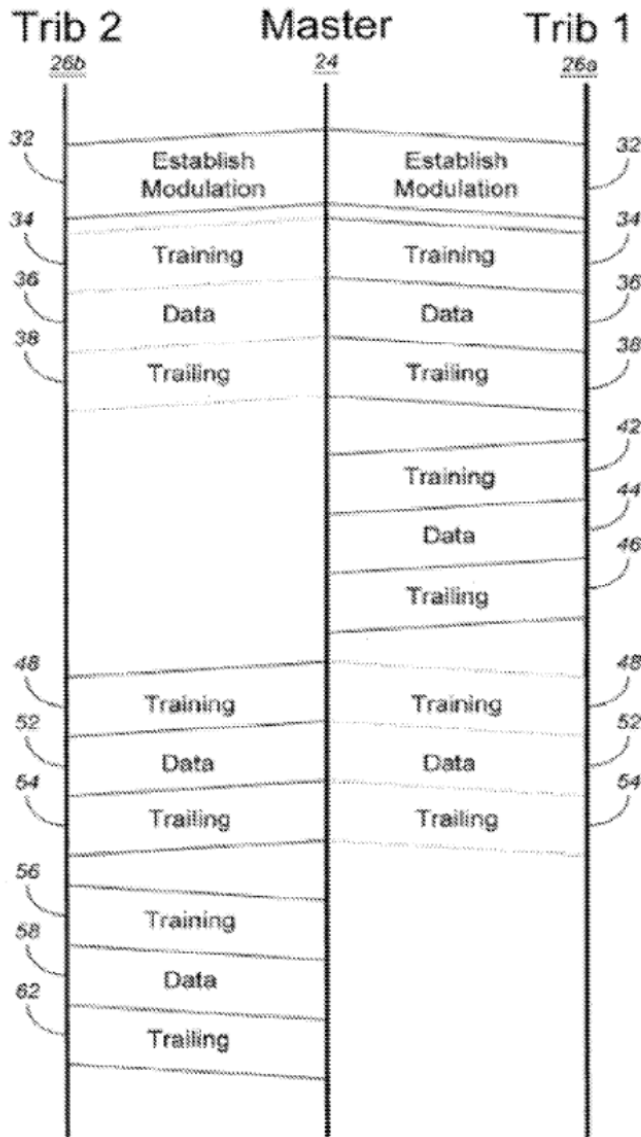 Trib 2 Master Trib 1
26b 24 26a
32 Establish Modulation Establish Modulation 32
34 Training Training 34
36 Data Data 36
38 Trailing Trailing 38
Training 42
Data 44
Trailing 46
48 Training Training 48
52 Data Data 52
54 Trailing Trailing 54
56 Training
58 Data
62 Trailing